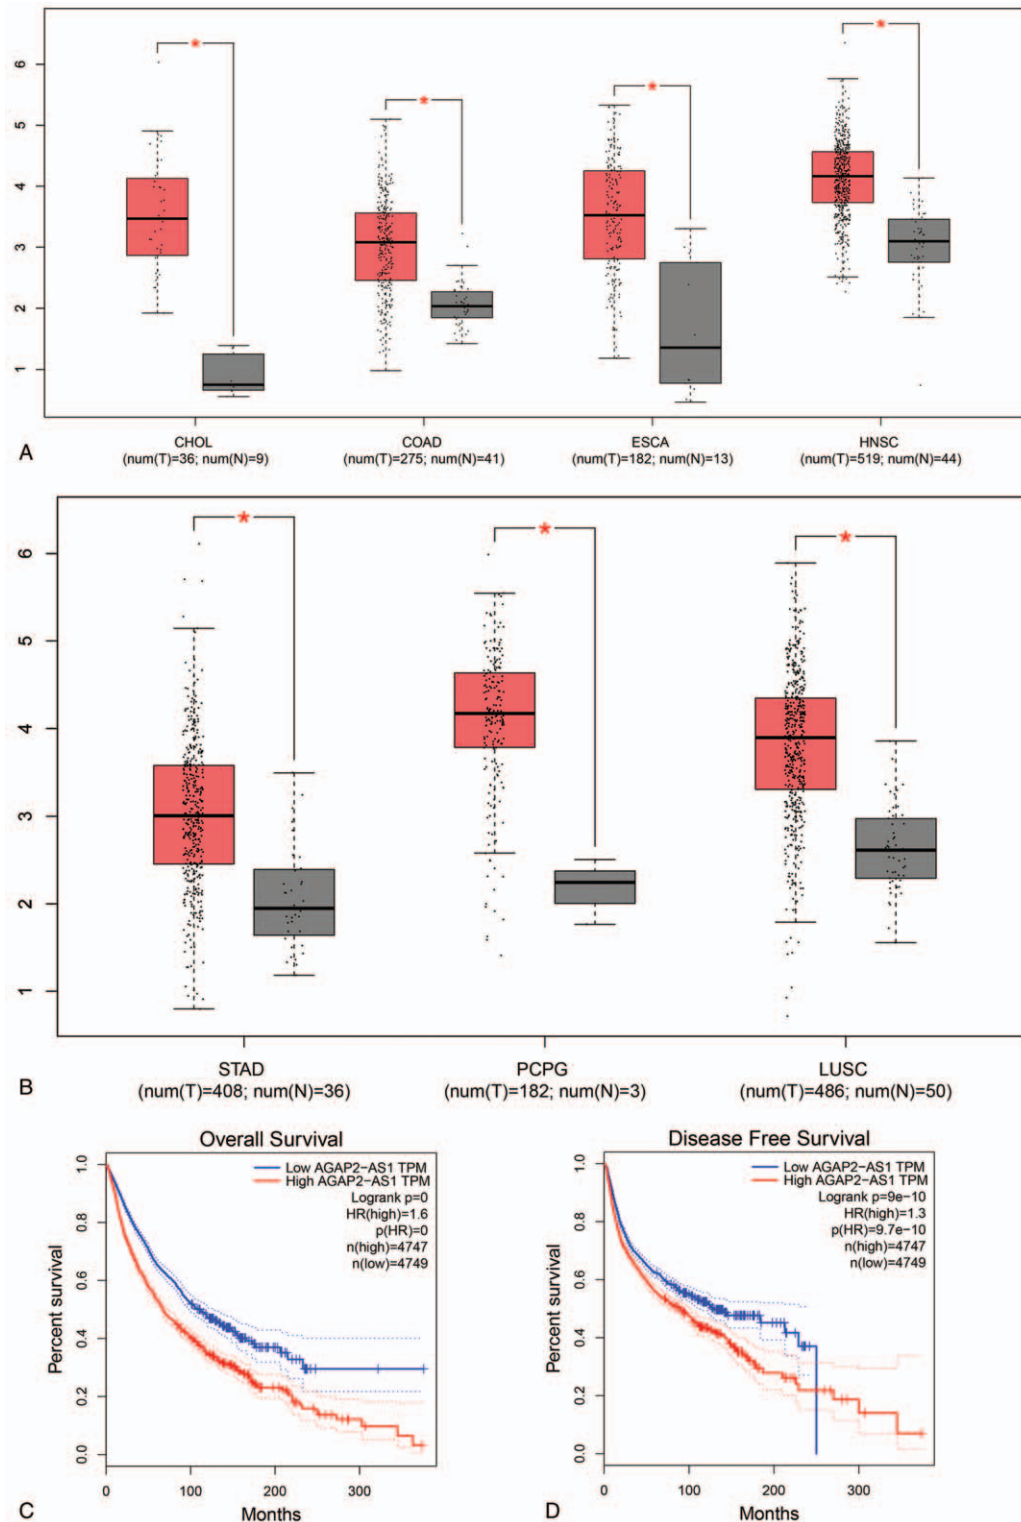 6
5
4
3
2
1
CHOL
(num(T)=36; num(N)=9)
COAD
(num(T)=275; num(N)=41)
ESCA
(num(T)=182; num(N)=13)
HNSC
(num(T)=519; num(N)=44)
A
6
5
4
3
2
1
STAD
(num(T)=408; num(N)=36)
PCPG
(num(T)=182; num(N)=3)
LUSC
(num(T)=486; num(N)=50)
B
Overall Survival
Low AGAP2-AS1 TPM
High AGAP2-AS1 TPM
Logrank p=0
HR(high)=1.6
p(HR)=0
n(high)=4747
n(low)=4749
Percent survival
1.0
0.8
0.6
0.4
0.2
0.0
0 100 200 300
Months
C
Disease Free Survival
Low AGAP2-AS1 TPM
High AGAP2-AS1 TPM
Logrank p=9e-10
HR(high)=1.3
p(HR)=9.7e-10
n(high)=4747
n(low)=4749
Percent survival
1.0
0.8
0.6
0.4
0.2
0.0
0 100 200 300
Months
D